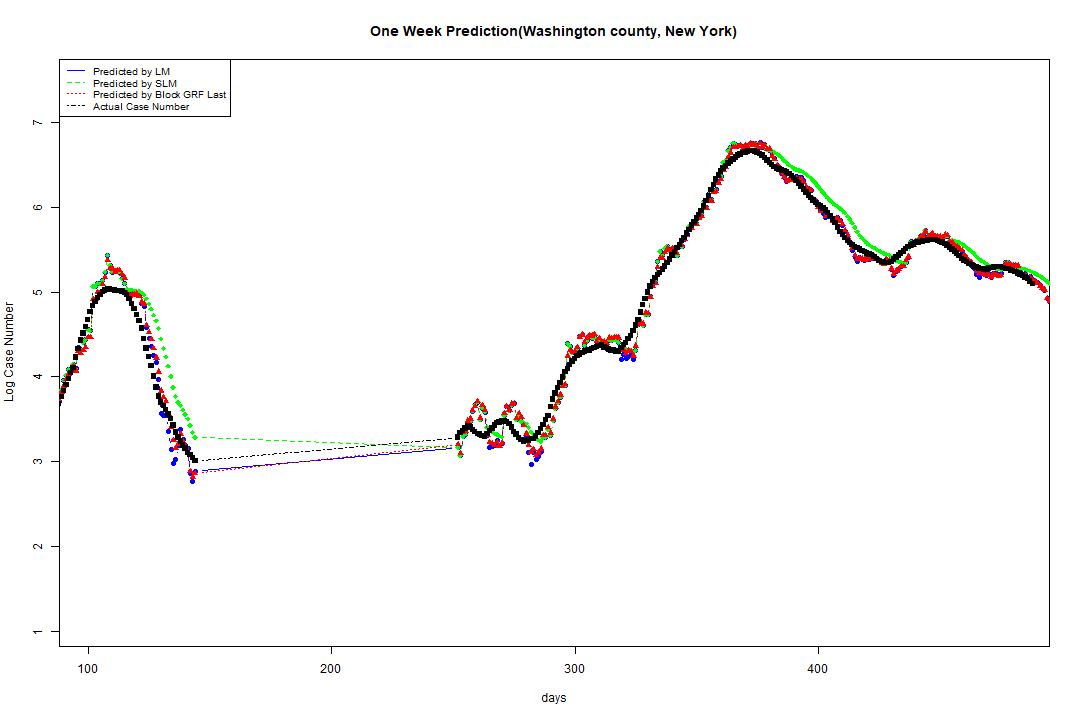 One Week Prediction(Washington county, New York)
Predicted by LM
Predicted by SLM
Predicted by Block GRF Last
Actual Case Number
7
6
5
4
3
2
1
Log Case Number
100 200 300 400
days